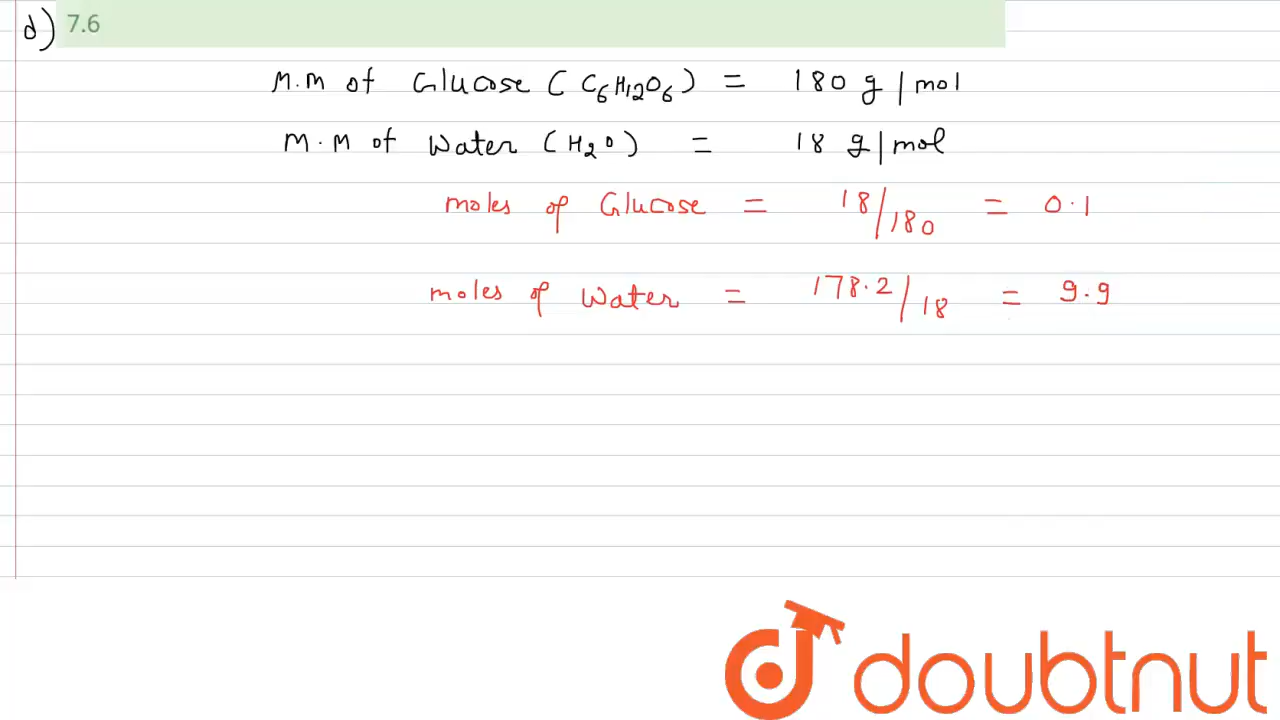 d) 7.6
M.M of Glucose (C₆H₁₂O₆) = 180 g/mol
M.M of Water (H₂O) = 18 g/mol
moles of Glucose = 18/180 = 0.1
moles of Water = 178.2/18 = 9.9
doubtnut